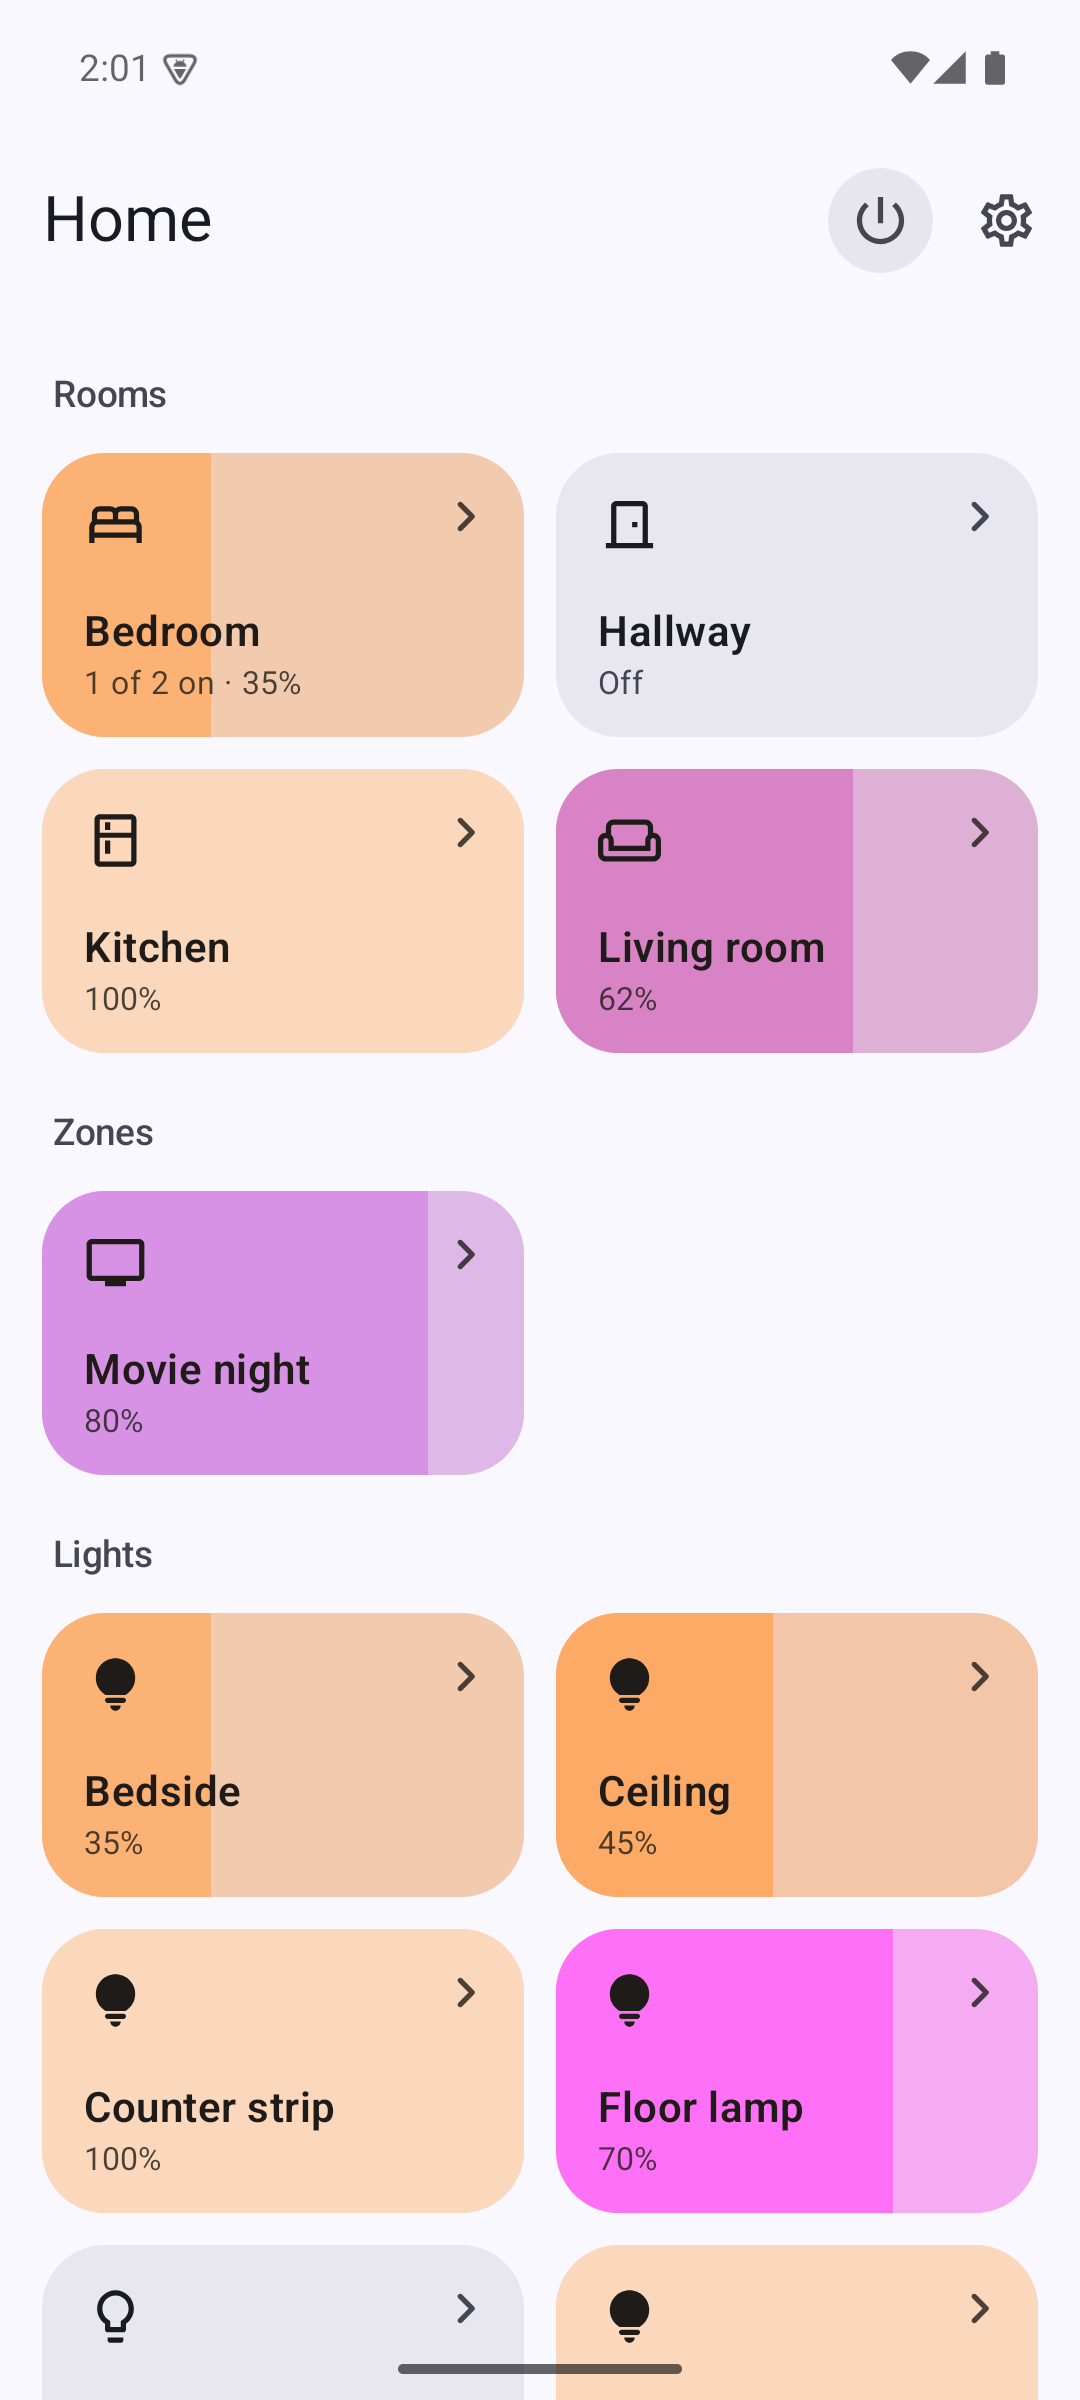 2:01
Home
Rooms
Bedroom
1 of 2 on · 35%
Hallway
Off
Kitchen
100%
Living room
62%
Zones
Movie night
80%
Lights
Bedside
35%
Ceiling
45%
Counter strip
100%
Floor lamp
70%